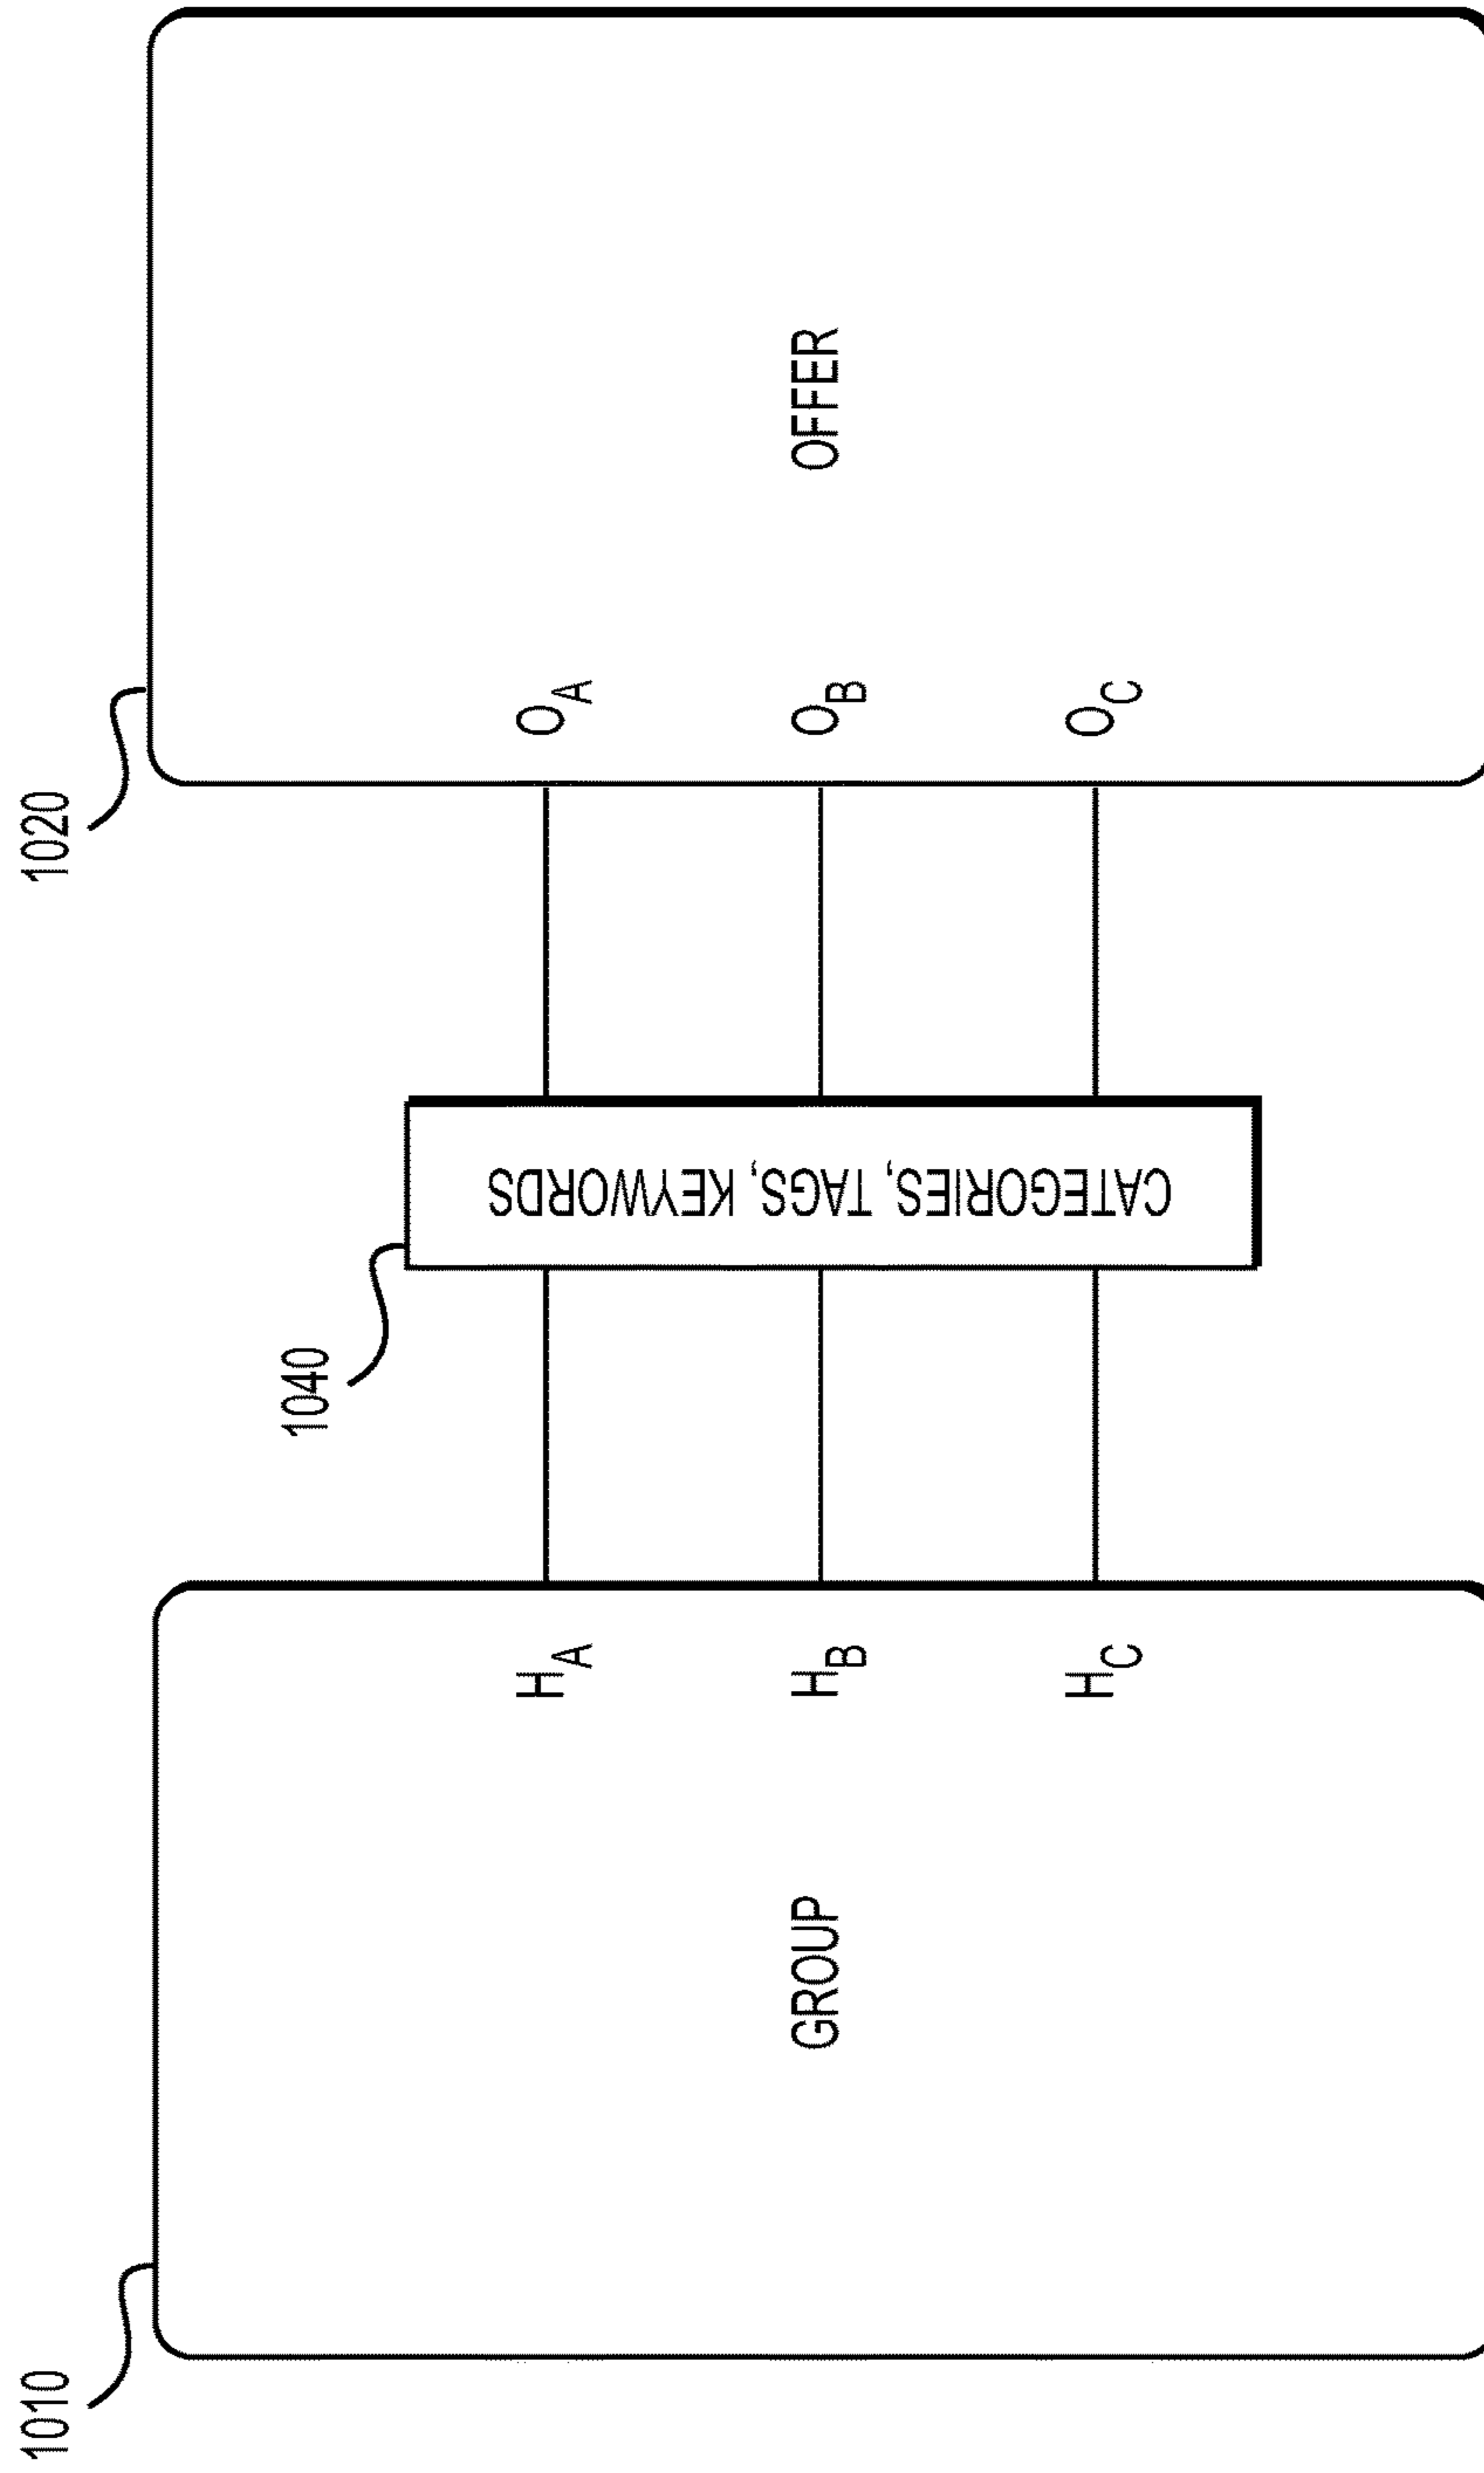 1010
1040
1020
GROUP
H_A
H_B
H_C
CATEGORIES, TAGS, KEYWORDS
O_A
O_B
O_C
OFFER